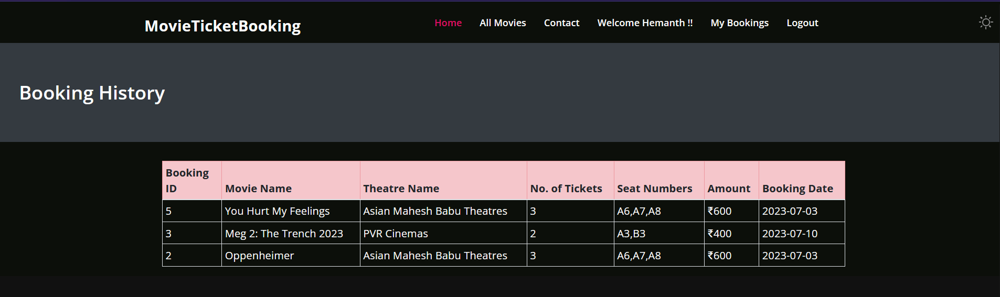 MovieTicketBooking
Home All Movies Contact Welcome Hemanth !! My Bookings Logout
Booking History
Booking ID Movie Name Theatre Name No. of Tickets Seat Numbers Amount Booking Date
5 You Hurt My Feelings Asian Mahesh Babu Theatres 3 A6,A7,A8 ₹600 2023-07-03
3 Meg 2: The Trench 2023 PVR Cinemas 2 A3,B3 ₹400 2023-07-10
2 Oppenheimer Asian Mahesh Babu Theatres 3 A6,A7,A8 ₹600 2023-07-03